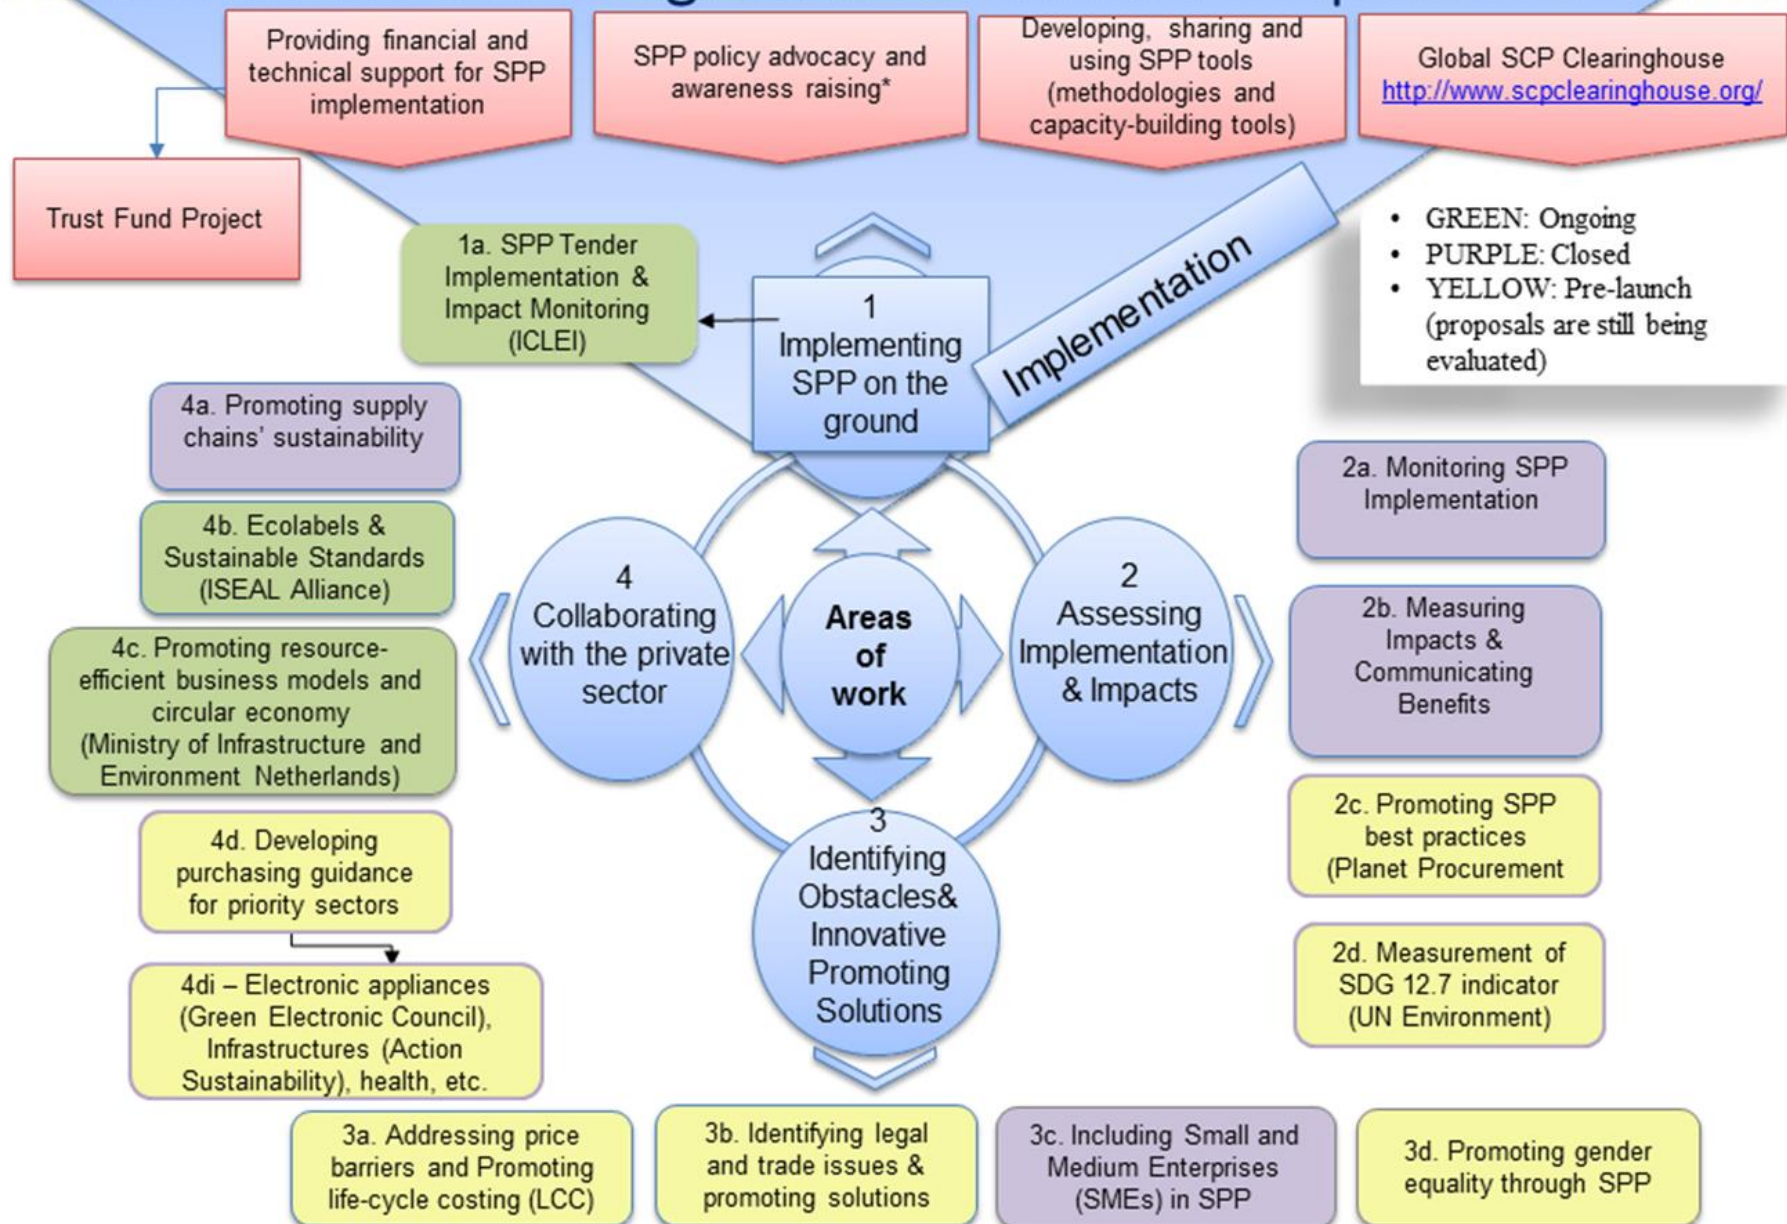 Providing financial and
technical support for SPP
implementation
SPP policy advocacy and
awareness raising*
Developing, sharing and
using SPP tools
(methodologies and
capacity-building tools)
Global SCP Clearinghouse
http://www.scpclearinghouse.org/
Trust Fund Project
1a. SPP Tender
Implementation &
Impact Monitoring
(ICLEI)
1
Implementing
SPP on the
ground
Implementation
• GREEN: Ongoing
• PURPLE: Closed
• YELLOW: Pre-launch
(proposals are still being
evaluated)
4a. Promoting supply
chains' sustainability
4b. Ecolabels &
Sustainable Standards
(ISEAL Alliance)
4c. Promoting resource-
efficient business models and
circular economy
(Ministry of Infrastructure and
Environment Netherlands)
4d. Developing
purchasing guidance
for priority sectors
4di – Electronic appliances
(Green Electronic Council),
Infrastructures (Action
Sustainability), health, etc.
4
Collaborating
with the private
sector
Areas
of
work
2
Assessing
Implementation
& Impacts
3
Identifying
Obstacles&
Innovative
Promoting
Solutions
2a. Monitoring SPP
Implementation
2b. Measuring
Impacts &
Communicating
Benefits
2c. Promoting SPP
best practices
(Planet Procurement
2d. Measurement of
SDG 12.7 indicator
(UN Environment)
3a. Addressing price
barriers and Promoting
life-cycle costing (LCC)
3b. Identifying legal
and trade issues &
promoting solutions
3c. Including Small and
Medium Enterprises
(SMEs) in SPP
3d. Promoting gender
equality through SPP